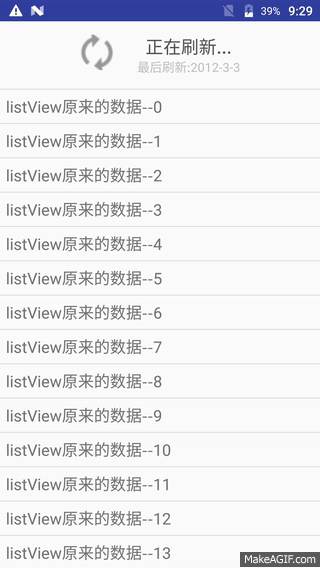 39% 9:29
正在刷新...
最后刷新:2012-3-3
listView原来的数据--0
listView原来的数据--1
listView原来的数据--2
listView原来的数据--3
listView原来的数据--4
listView原来的数据--5
listView原来的数据--6
listView原来的数据--7
listView原来的数据--8
listView原来的数据--9
listView原来的数据--10
listView原来的数据--11
listView原来的数据--12
listView原来的数据--13
MakeAGIF.com